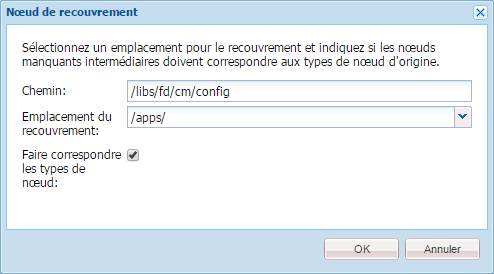 Nœud de recouvrement
Sélectionnez un emplacement pour le recouvrement et indiquez si les nœuds
manquants intermédiaires doivent correspondre aux types de nœud d'origine.
Chemin:
/libs/fd/cm/config
Emplacement du
recouvrement:
/apps/
Faire correspondre
les types de
nœud:
OK
Annuler